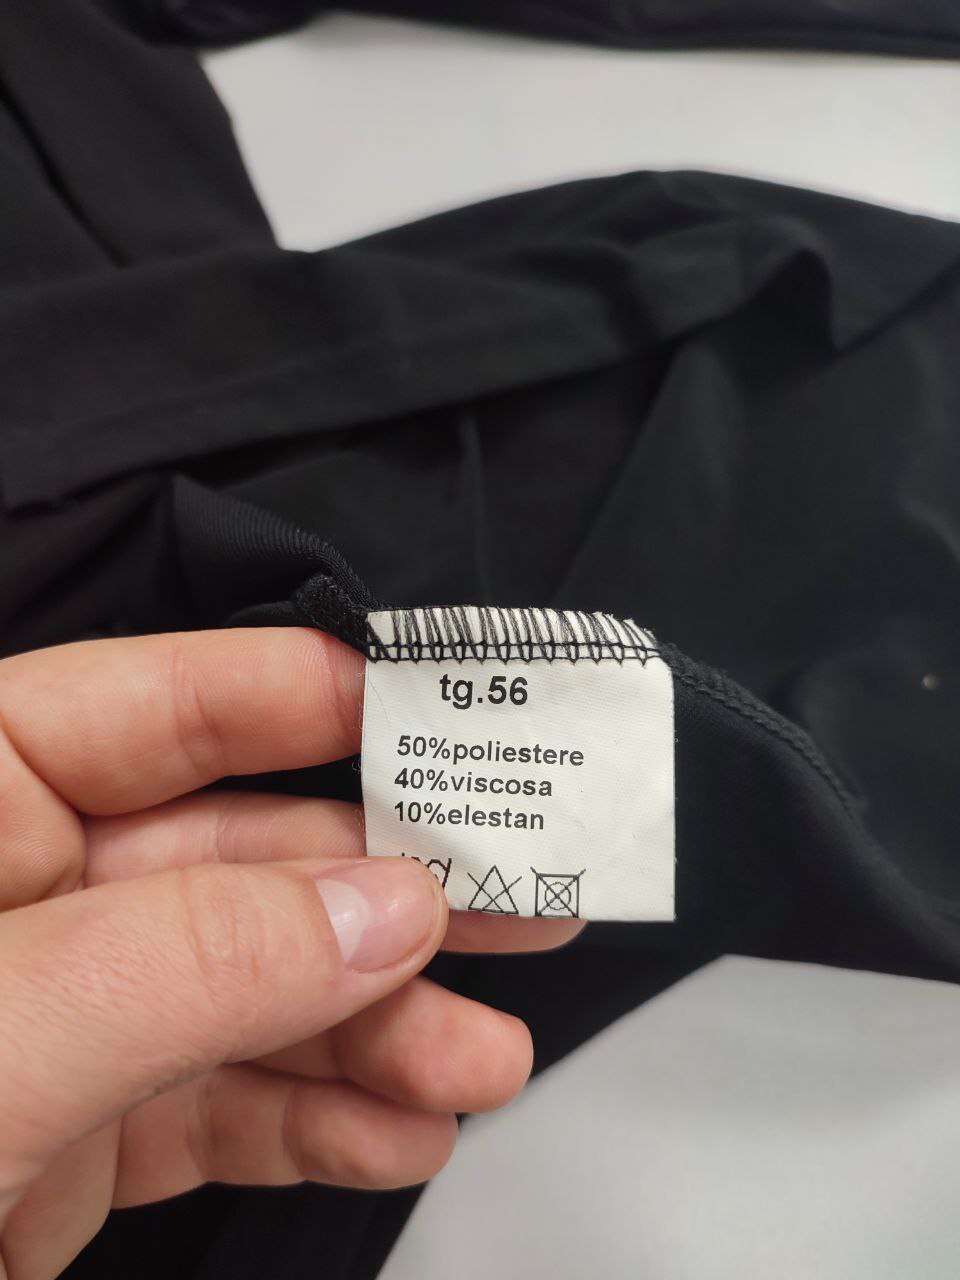 tg.56
50%poliestere
40%viscosa
10%elestan